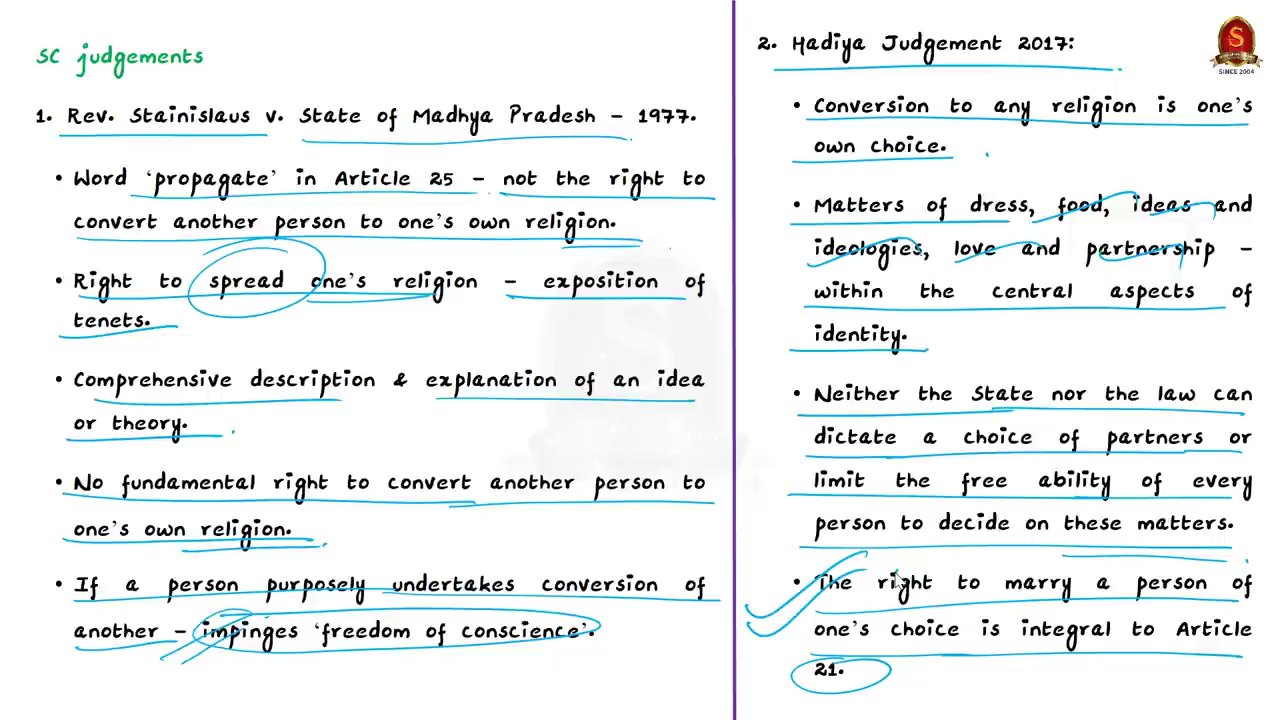 SC judgements
1. Rev. Stainislaus v. State of Madhya Pradesh – 1977.
• Word ‘propagate’ in Article 25 – not the right to
convert another person to one’s own religion.
• Right to spread one’s religion – exposition of
tenets.
• Comprehensive description & explanation of an idea
or theory.
• No fundamental right to convert another person to
one’s own religion.
• If a person purposely undertakes conversion of
another – impinges ‘freedom of conscience’.
2. Hadiya Judgement 2017:
• Conversion to any religion is one’s
own choice.
• Matters of dress, food, ideas and
ideologies, love and partnership –
within the central aspects of
identity.
• Neither the State nor the law can
dictate a choice of partners or
limit the free ability of every
person to decide on these matters.
• The right to marry a person of
one’s choice is integral to Article
21.
S
SINCE 2004